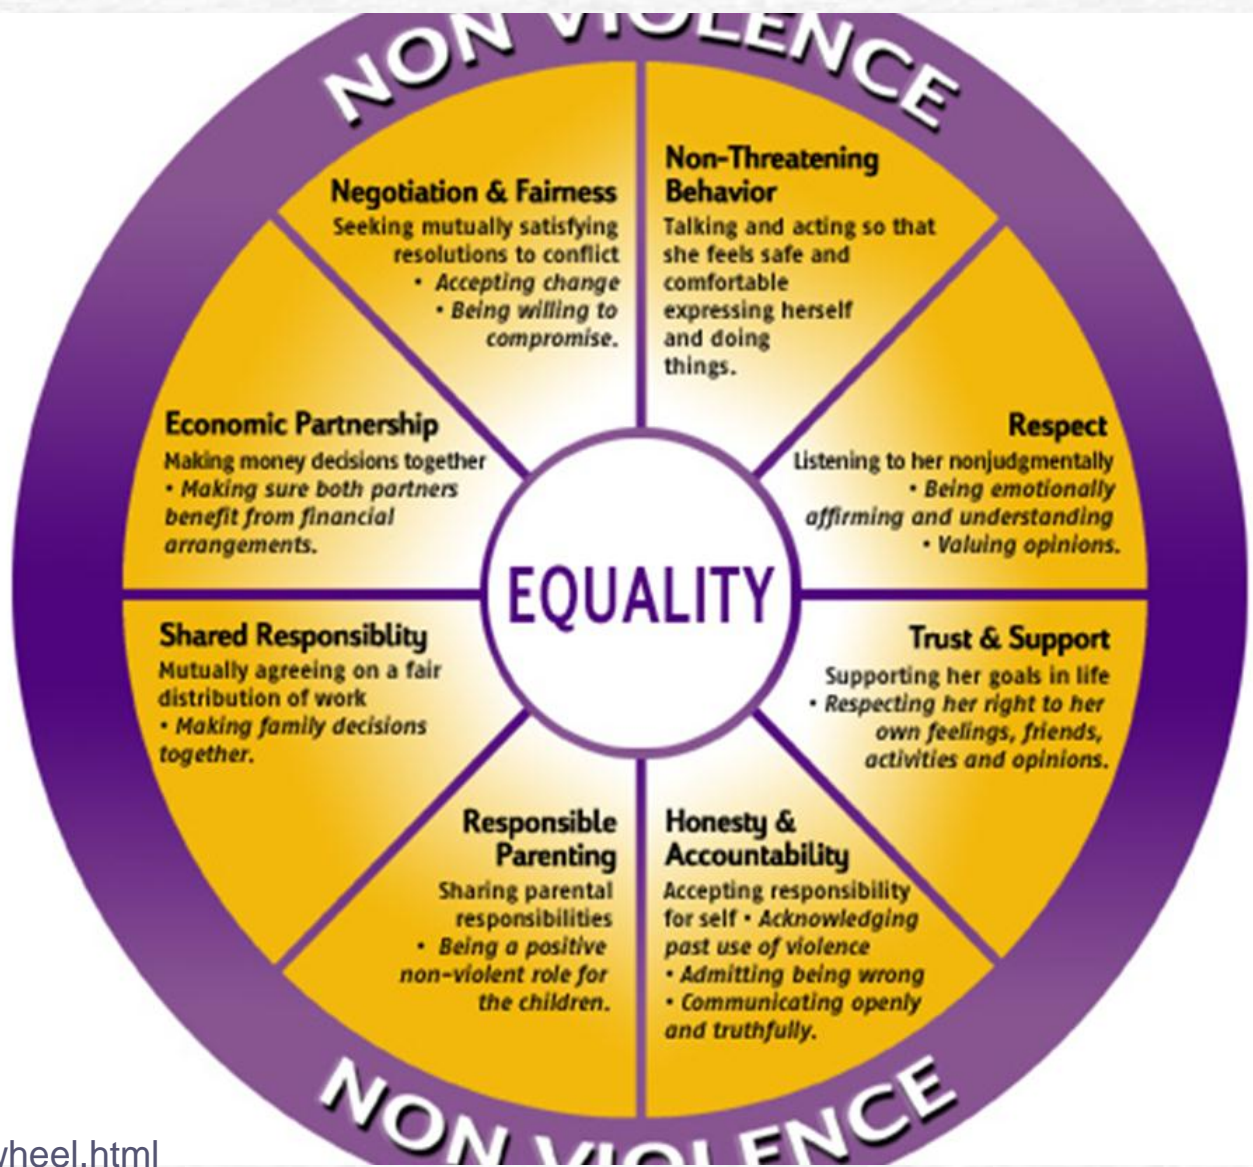 NON VIOLENCE
Negotiation & Fairness
Seeking mutually satisfying
resolutions to conflict
• Accepting change
• Being willing to
compromise.
Non-Threatening
Behavior
Talking and acting so that
she feels safe and
comfortable
expressing herself
and doing
things.
Economic Partnership
Making money decisions together
• Making sure both partners
benefit from financial
arrangements.
Respect
Listening to her nonjudgmentally
• Being emotionally
affirming and understanding
• Valuing opinions.
EQUALITY
Shared Responsiblity
Mutually agreeing on a fair
distribution of work
• Making family decisions
together.
Trust & Support
Supporting her goals in life
• Respecting her right to her
own feelings, friends,
activities and opinions.
Responsible
Parenting
Sharing parental
responsibilities
• Being a positive
non-violent role for
the children.
Honesty &
Accountability
Accepting responsibility
for self • Acknowledging
past use of violence
• Admitting being wrong
• Communicating openly
and truthfully.
NON VIOLENCE
wheel.html